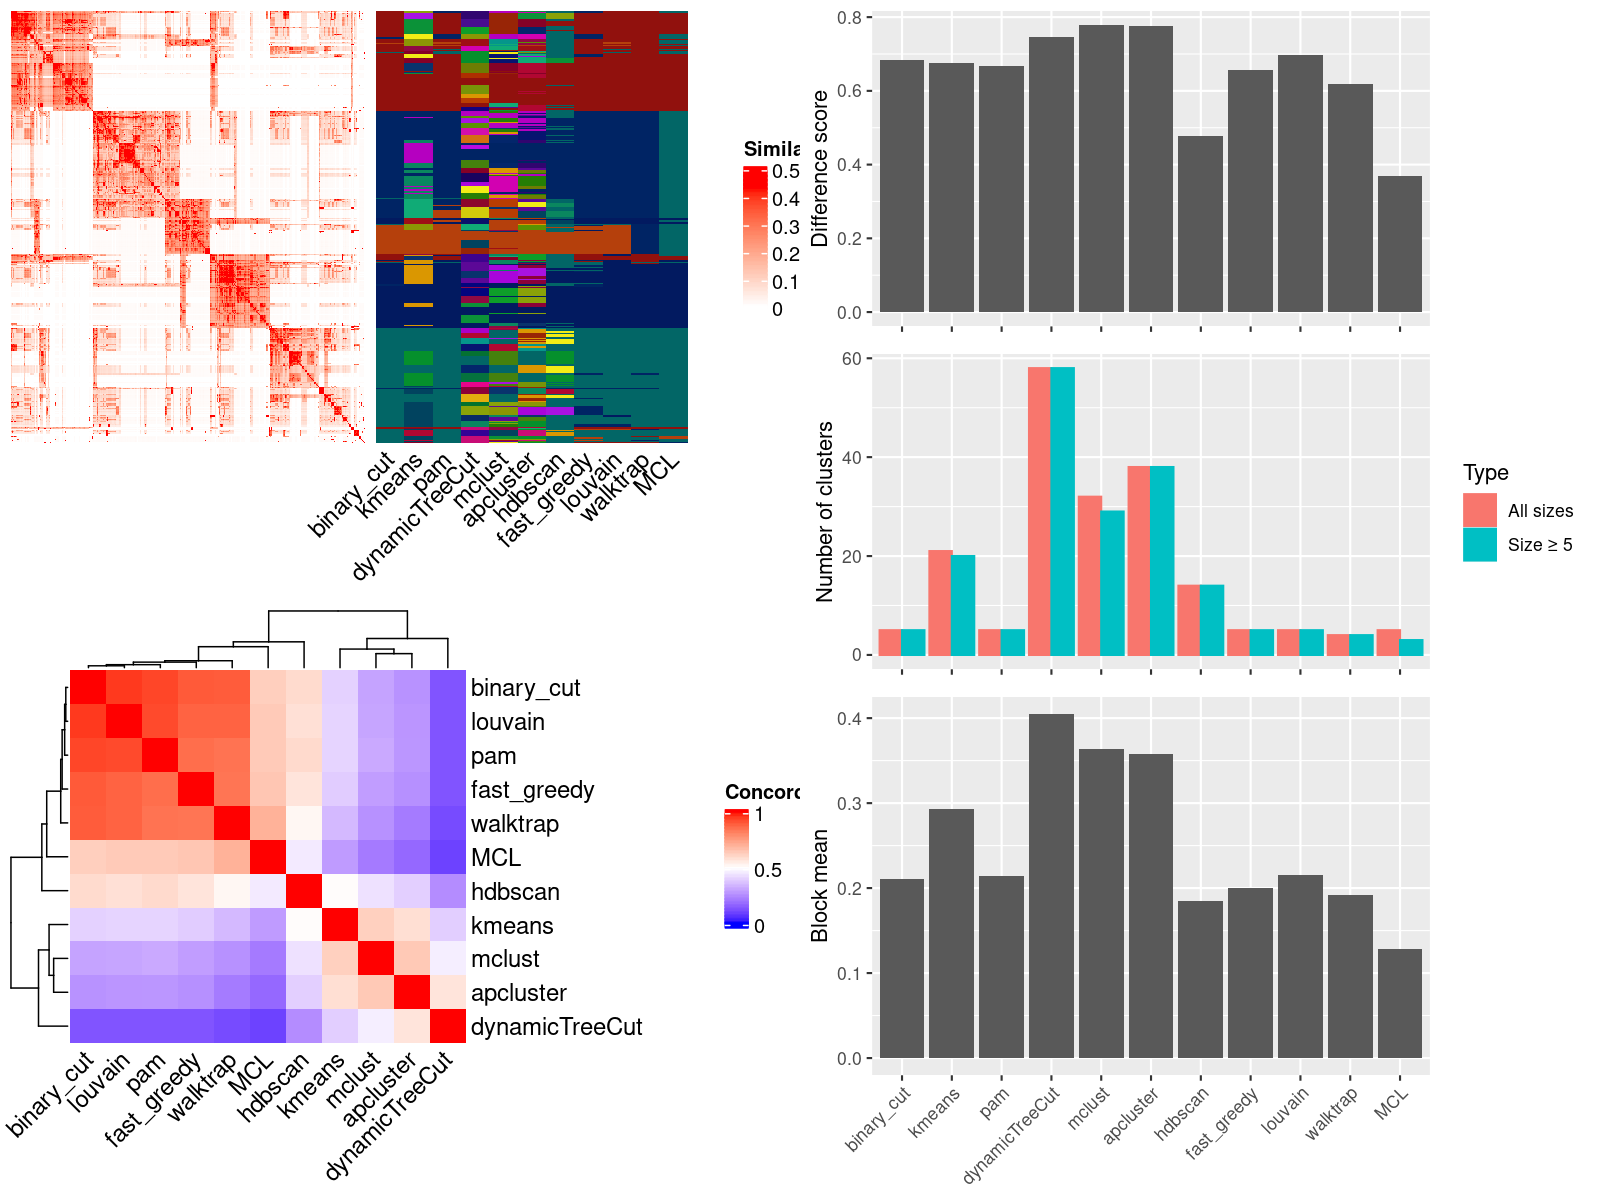 Simila
0.5
0.4
0.3
0.2
0.1
0
binary_cut
kmeans
pam
dynamicTreeCut
mclust
apcluster
hdbscan
fast_greedy
louvain
walktrap
MCL
binary_cut
louvain
pam
fast_greedy
walktrap
MCL
hdbscan
kmeans
mclust
apcluster
dynamicTreeCut
binary_cut
louvain
pam
fast_greedy
walktrap
MCL
hdbscan
kmeans
mclust
apcluster
dynamicTreeCut
Concord
1
0.5
0
Difference score
0.8
0.6
0.4
0.2
0.0
Number of clusters
60
40
20
0
Type
All sizes
Size ≥ 5
Block mean
0.4
0.3
0.2
0.1
0.0
binary_cut
kmeans
pam
dynamicTreeCut
mclust
apcluster
hdbscan
fast_greedy
louvain
walktrap
MCL